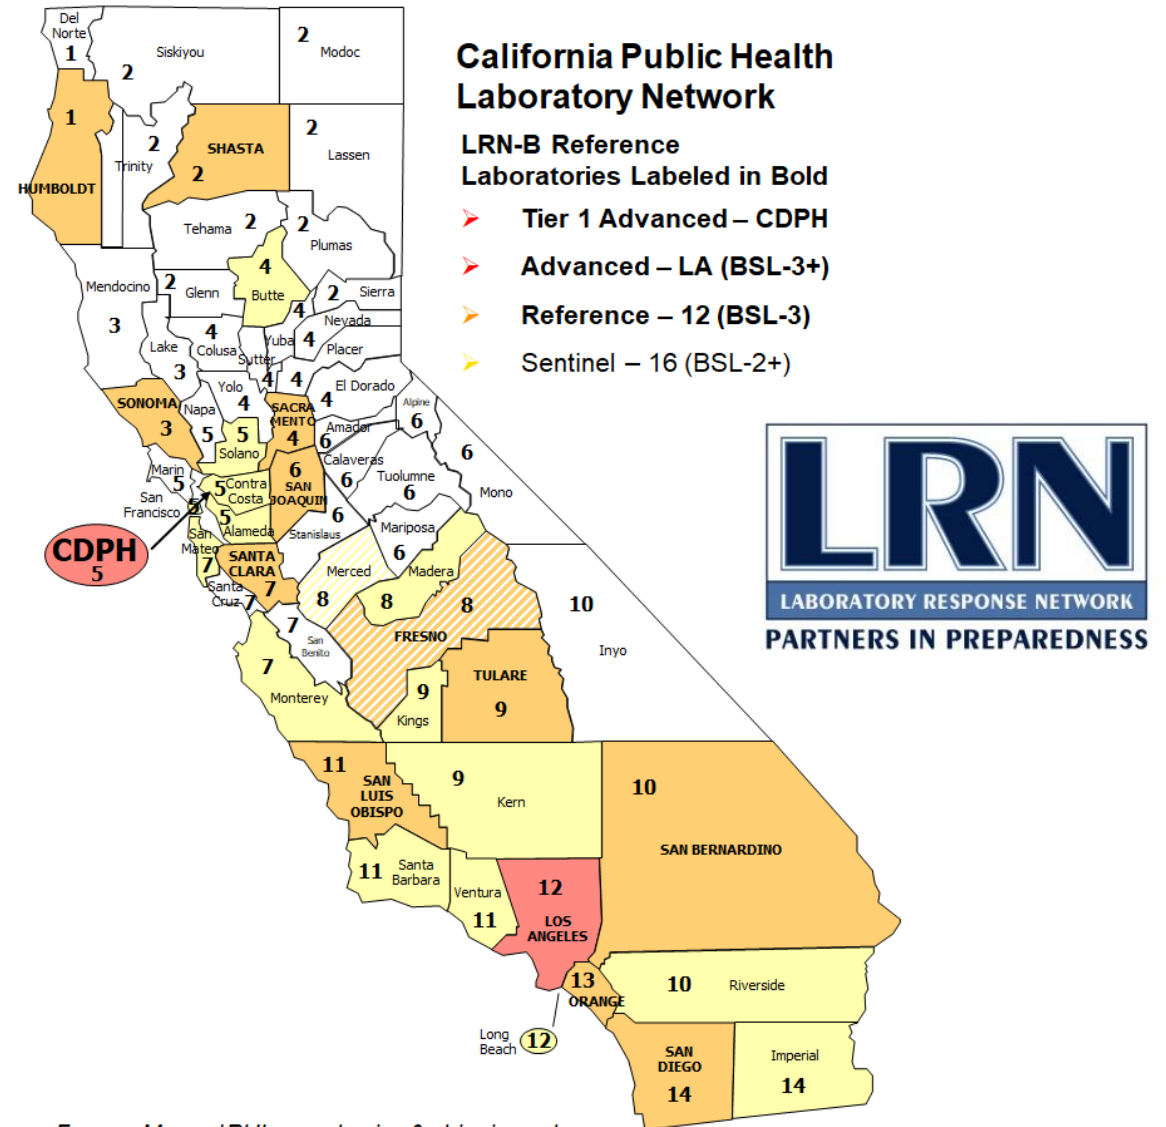 California Public Health
Laboratory Network
LRN-B Reference
Laboratories Labeled in Bold
Tier 1 Advanced – CDPH
Advanced – LA (BSL-3+)
Reference – 12 (BSL-3)
Sentinel – 16 (BSL-2+)
LRN
LABORATORY RESPONSE NETWORK
PARTNERS IN PREPAREDNESS
Del
Norte
1
Siskiyou
2
2
Modoc
1
HUMBOLDT
2
Trinity
SHASTA
2
2
Lassen
Tehama 2
2
Plumas
Mendocino
3
2
Glenn
4
Butte
2 Sierra
4
Nevada
Lake
3
4
Colusa
Sutter
4
Yuba
4
Placer
4
SONOMA
3
Napa
5
Yolo
4
5
Solano
SACRA
MENTO
4
El Dorado
4
Alpine
6
Amador
6
Calaveras
6
Tuolumne
6
6
Mono
Marin
5
San
Francisco
5
5 Contra
Costa
5
Alameda
6
SAN
JOAQUIN
6
Stanislaus
Mariposa
6
CDPH
5
San
Mateo
7
SANTA
CLARA
7
Santa
Cruz
7
Merced
8
Madera
8
8
FRESNO
10
Inyo
7
San
Benito
7
Monterey
9
Kings
TULARE
9
11
SAN
LUIS
OBISPO
9
Kern
10
SAN BERNARDINO
11
Santa
Barbara
Ventura
11
12
LOS
ANGELES
13
ORANGE
10 Riverside
Long
Beach
12
SAN
DIEGO
14
Imperial
14